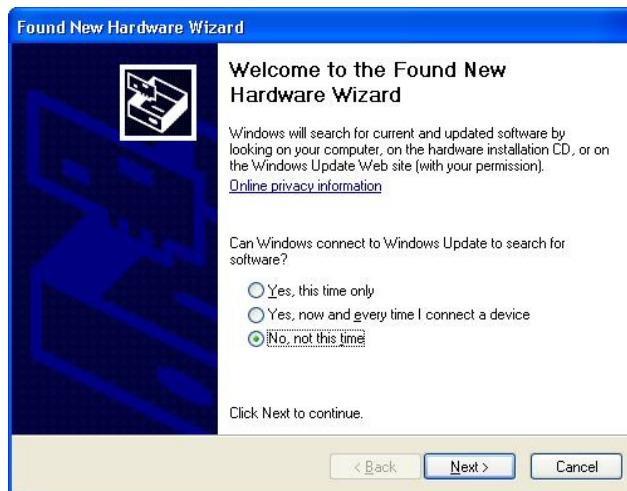 Found New Hardware Wizard
Welcome to the Found New
Hardware Wizard
Windows will search for current and updated software by
looking on your computer, on the hardware installation CD, or on
the Windows Update Web site (with your permission).
Online privacy information
Can Windows connect to Windows Update to search for
software?
Yes, this time only
Yes, now and every time I connect a device
No, not this time
Click Next to continue.
< Back
Next >
Cancel